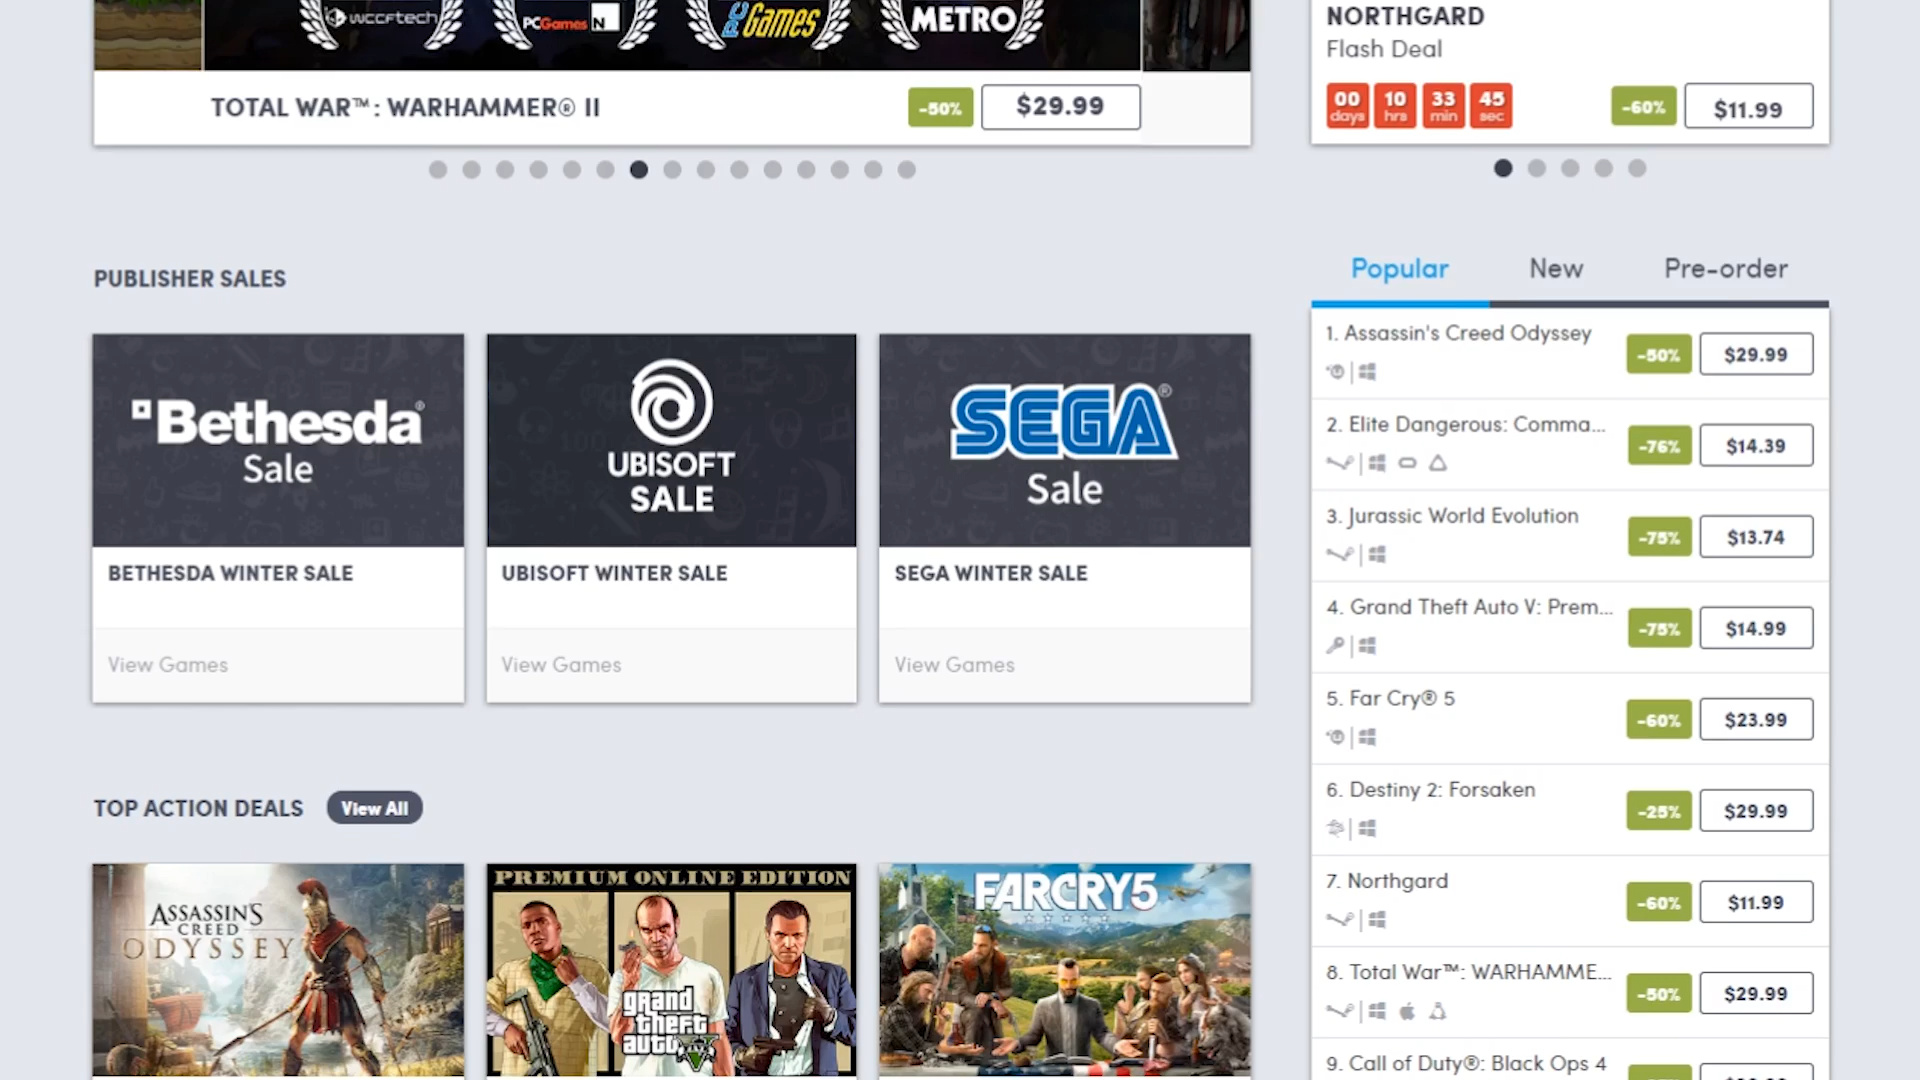 wccftech
PCGamesN
PC Games
METRO
TOTAL WAR™: WARHAMMER® II
-50%
$29.99
NORTHGARD
Flash Deal
00 days
10 hrs
33 min
45 sec
-60%
$11.99
PUBLISHER SALES
Bethesda®
Sale
BETHESDA WINTER SALE
View Games
UBISOFT
SALE
UBISOFT WINTER SALE
View Games
SEGA®
Sale
SEGA WINTER SALE
View Games
TOP ACTION DEALS
View All
ASSASSIN'S
CREED
ODYSSEY
PREMIUM ONLINE EDITION
grand
theft
auto V
FARCRY5
Popular
New
Pre-order
1. Assassin's Creed Odyssey
-50%
$29.99
2. Elite Dangerous: Comma...
-76%
$14.39
3. Jurassic World Evolution
-75%
$13.74
4. Grand Theft Auto V: Prem...
-75%
$14.99
5. Far Cry® 5
-60%
$23.99
6. Destiny 2: Forsaken
-25%
$29.99
7. Northgard
-60%
$11.99
8. Total War™: WARHAMME...
-50%
$29.99
9. Call of Duty®: Black Ops 4